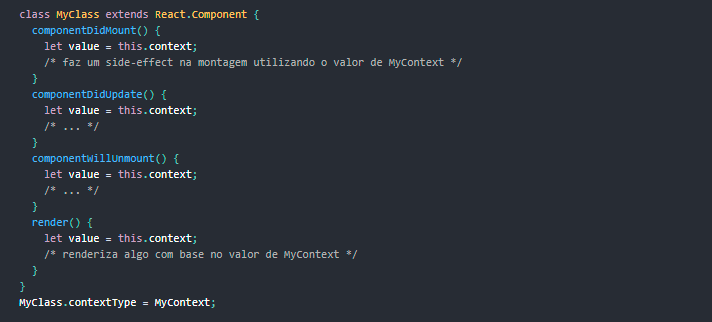 class MyClass extends React.Component {
  componentDidMount() {
    let value = this.context;
    /* faz um side-effect na montagem utilizando o valor de MyContext */
  }
  componentDidUpdate() {
    let value = this.context;
    /* ... */
  }
  componentWillUnmount() {
    let value = this.context;
    /* ... */
  }
  render() {
    let value = this.context;
    /* renderiza algo com base no valor de MyContext */
  }
}
MyClass.contextType = MyContext;